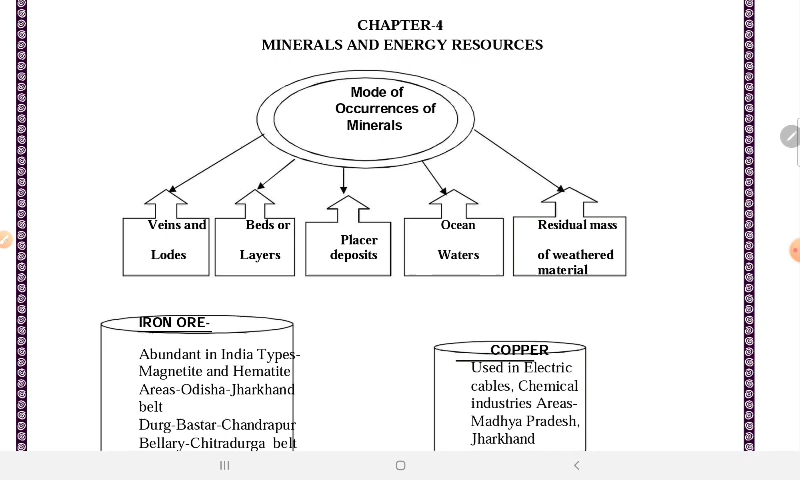 CHAPTER-4
MINERALS AND ENERGY RESOURCES
Mode of
Occurrences of
Minerals
Veins and
Lodes
Beds or
Layers
Placer
deposits
Ocean
Waters
Residual mass
of weathered
material
IRON ORE-
Abundant in India Types-
Magnetite and Hematite
Areas-Odisha-Jharkhand
belt
Durg-Bastar-Chandrapur
Bellary-Chitradurga belt
COPPER
Used in Electric
cables, Chemical
industries Areas-
Madhya Pradesh,
Jharkhand